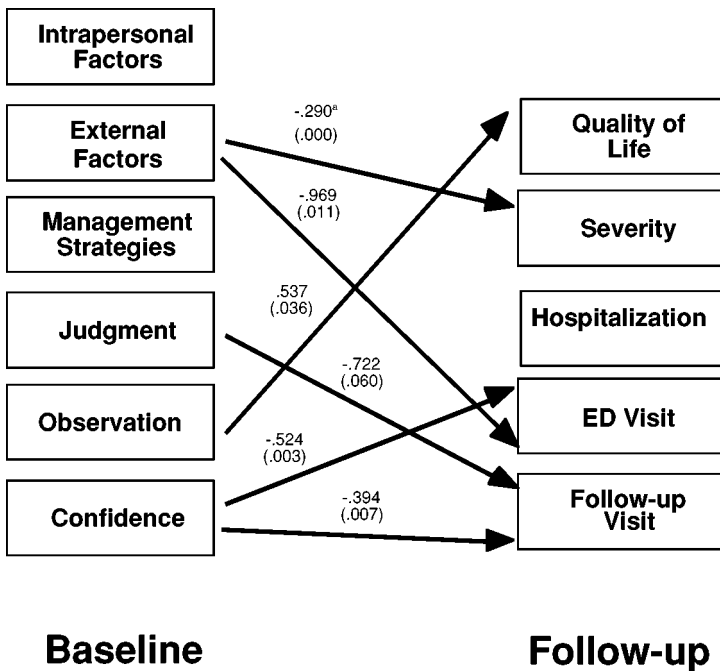 Intrapersonal
Factors
External
Factors
Management
Strategies
Judgment
Observation
Confidence
-.290ª
(.000)
-.969
(.011)
.537
(.036)
-.722
(.060)
-.524
(.003)
-.394
(.007)
Quality of
Life
Severity
Hospitalization
ED Visit
Follow-up
Visit
Baseline
Follow-up